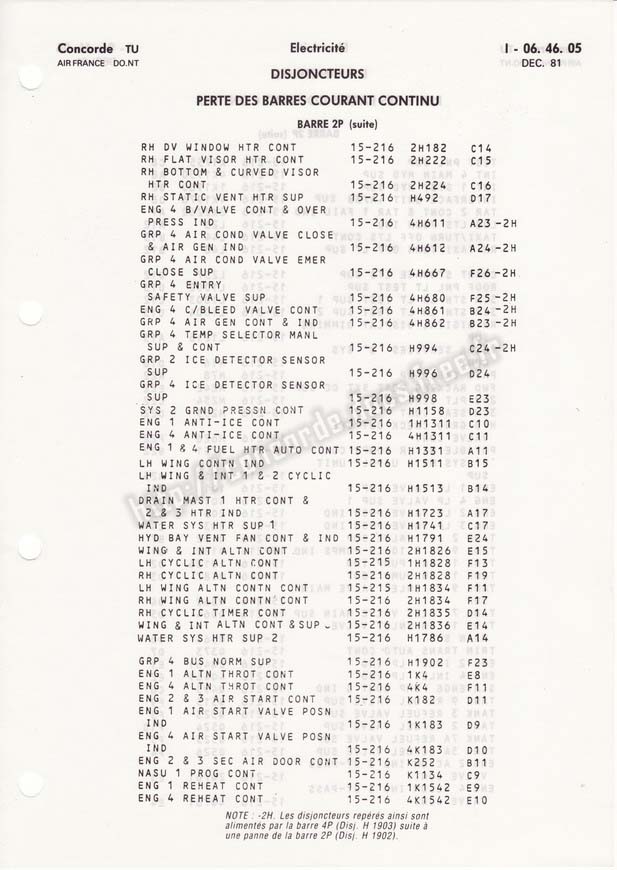 Concorde TU Electricité I - 06. 46. 05
AIR FRANCE DO.NT DEC. 81
DISJONCTEURS
PERTE DES BARRES COURANT CONTINU
BARRE 2P (suite)
RH DV WINDOW HTR CONT 15-216 2H182 C14
RH FLAT VISOR HTR CONT 15-216 2H222 C15
RH BOTTOM & CURVED VISOR
HTR CONT 15-216 2H224 C16
RH STATIC VENT HTR SUP 15-216 H492 D17
ENG 4 B/VALVE CONT & OVER
PRESS IND 15-216 4H611 A23-2H
GRP 4 AIR COND VALVE CLOSE
& AIR GEN IND 15-216 4H612 A24-2H
GRP 4 AIR COND VALVE EMER
CLOSE SUP 15-216 4H667 F26-2H
GRP 4 ENTRY
SAFETY VALVE SUP 15-216 4H680 F25-2H
ENG 4 C/BLEED VALVE CONT 15-216 4H861 B24-2H
GRP 4 AIR GEN CONT & IND 15-216 4H862 B23-2H
GRP 4 TEMP SELECTOR MANL
SUP & CONT 15-216 H994 C24-2H
GRP 2 ICE DETECTOR SENSOR
SUP 15-216 H996 D24
GRP 4 ICE DETECTOR SENSOR
SUP 15-216 H998 E23
SYS 2 GRND PRESSN CONT 15-216 H1158 D23
ENG 1 ANTI-ICE CONT 15-216 1H1311 C10
ENG 4 ANTI-ICE CONT 15-216 4H1311 C11
ENG 1 & 4 FUEL HTR AUTO CONT 15-216 H1331 A11
LH WING CONTN IND 15-216 H1511 B15
LH WING & INT 1 & 2 CYCLIC
IND 15-216 H1513 B14
DRAIN MAST 1 HTR CONT &
2 & 3 HTR IND 15-216 H1723 A17
WATER SYS HTR SUP 1 15-216 H1741 C17
HYD BAY VENT FAN CONT & IND 15-216 H1791 E24
WING & INT ALTN CONT 15-216 2H1826 E15
LH CYCLIC ALTN CONT 15-215 1H1828 F13
RH CYCLIC ALTN CONT 15-216 2H1828 F19
LH WING ALTN CONTN CONT 15-216 1H1834 F11
RH WING ALTN CONTN CONT 15-216 2H1834 F17
RH CYCLIC TIMER CONT 15-216 2H1835 D14
WING & INT ALTN CONT & SUP 15-216 2H1836 E14
WATER SYS HTR SUP 2 15-216 H1786 A14
GRP 4 BUS NORM SUP 15-216 H1902 F23
ENG 1 ALTN THROT CONT 15-216 1K4 E8
ENG 4 ALTN THROT CONT 15-216 4K4 F11
ENG 2 & 3 AIR START CONT 15-216 K182 D11
ENG 1 AIR START VALVE POSN
IND 15-216 1K183 D9
ENG 4 AIR START VALVE POSN
IND 15-216 4K183 D10
ENG 2 & 3 SEC AIR DOOR CONT 15-216 K252 B11
NASU 1 PROG CONT 15-216 K1134 C9
ENG 1 REHEAT CONT 15-216 1K1542 E9
ENG 4 REHEAT CONT 15-216 4K1542 E10
NOTE : -2H. Les disjoncteurs repérés ainsi sont
alimentés par la barre 4P (Disj. H 1903) suite à
une panne de la barre 2P (Disj. H 1902).